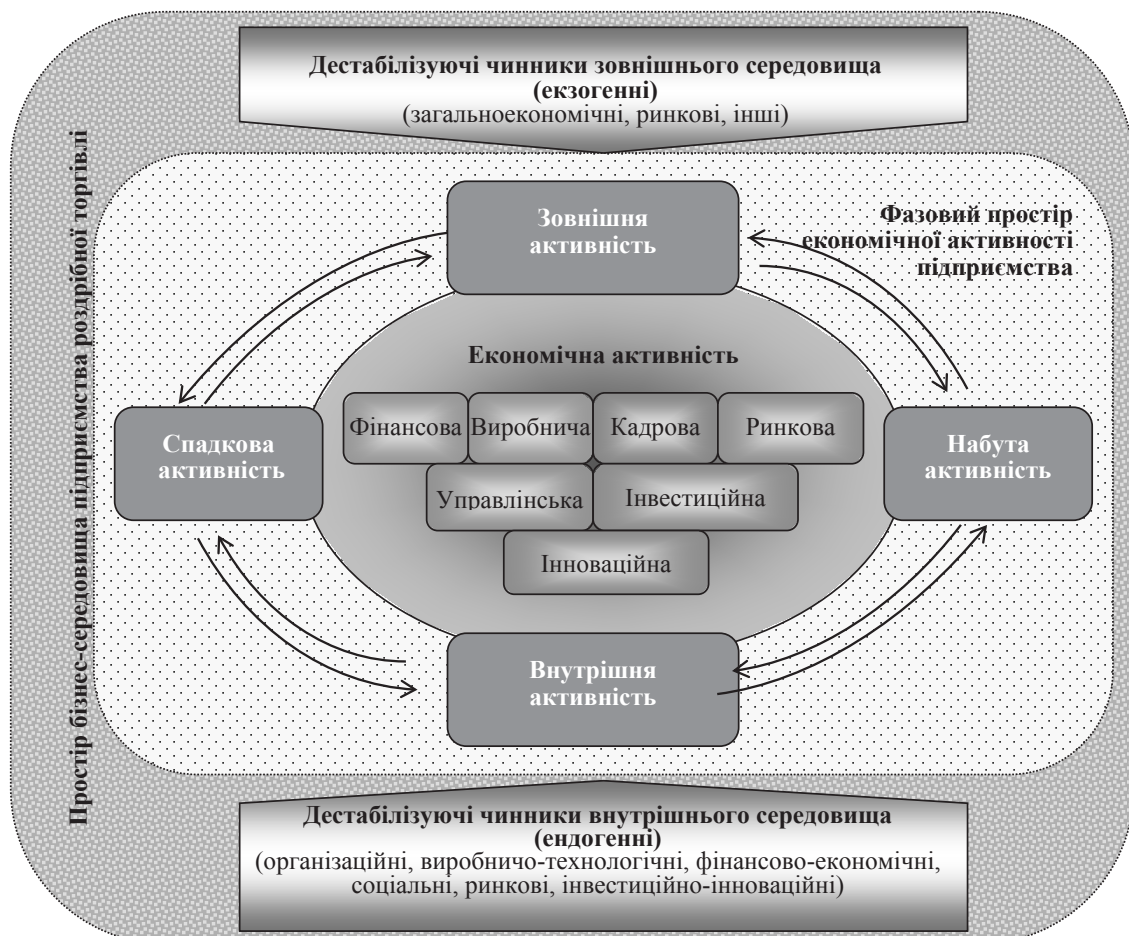 Дестабілізуючі чинники зовнішнього середовища
(екзогенні)
(загальноекономічні, ринкові, інші)
Простір бізнес-середовища підприємства роздрібної торгівлі
Зовнішня
активність
Фазовий простір
економічної активності
підприємства
Економічна активність
Фінансова
Виробнича
Кадрова
Ринкова
Спадкова
активність
Набута
активність
Управлінська
Інвестиційна
Інноваційна
Внутрішня
активність
Дестабілізуючі чинники внутрішнього середовища
(ендогенні)
(організаційні, виробничо-технологічні, фінансово-економічні,
соціальні, ринкові, інвестиційно-інноваційні)